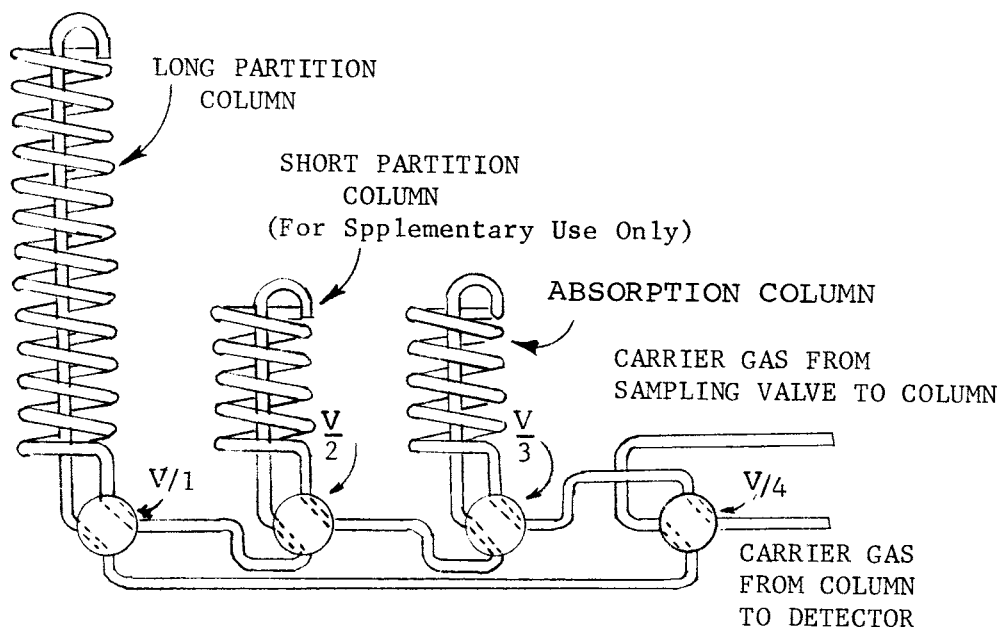 LONG PARTITION
COLUMN
SHORT PARTITION
COLUMN
(For Spplementary Use Only)
ABSORPTION COLUMN
CARRIER GAS FROM
SAMPLING VALVE TO COLUMN
V/1
V/2
V/3
V/4
CARRIER GAS
FROM COLUMN
TO DETECTOR